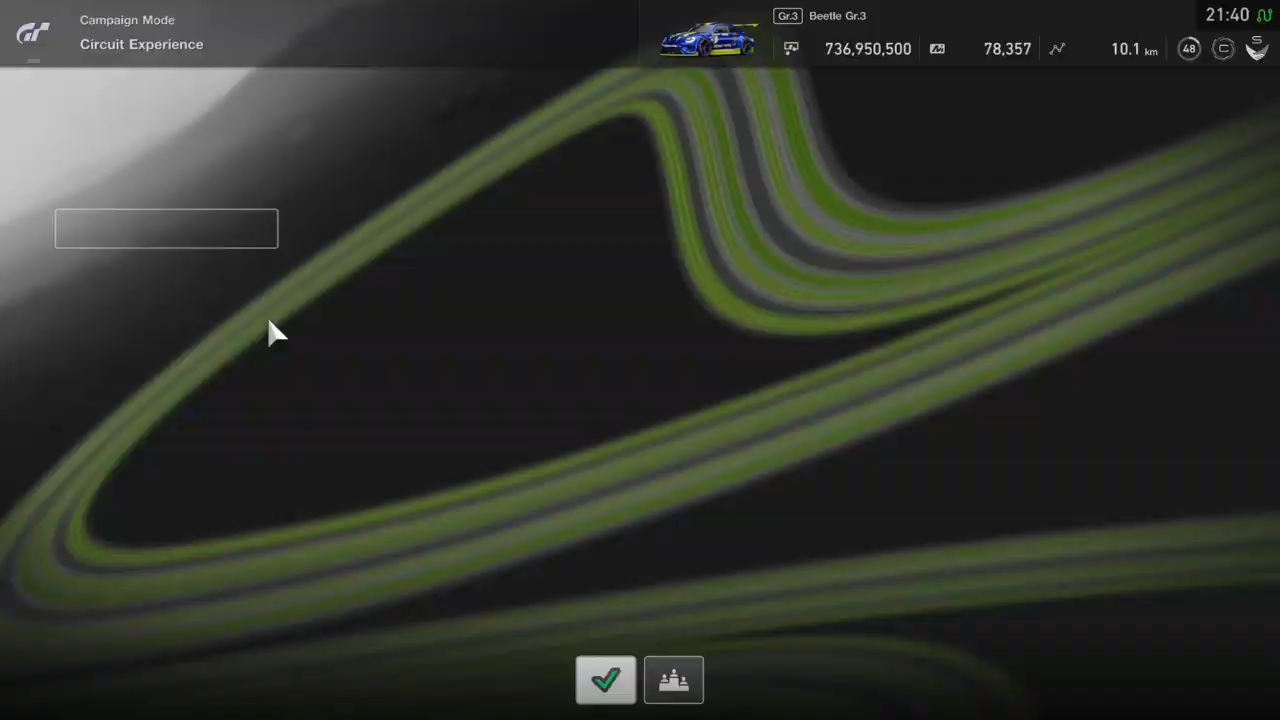 Campaign Mode
Circuit Experience
Gr.3 Beetle Gr.3
736,950,500 78,357 10.1 km 48 C S
21:40